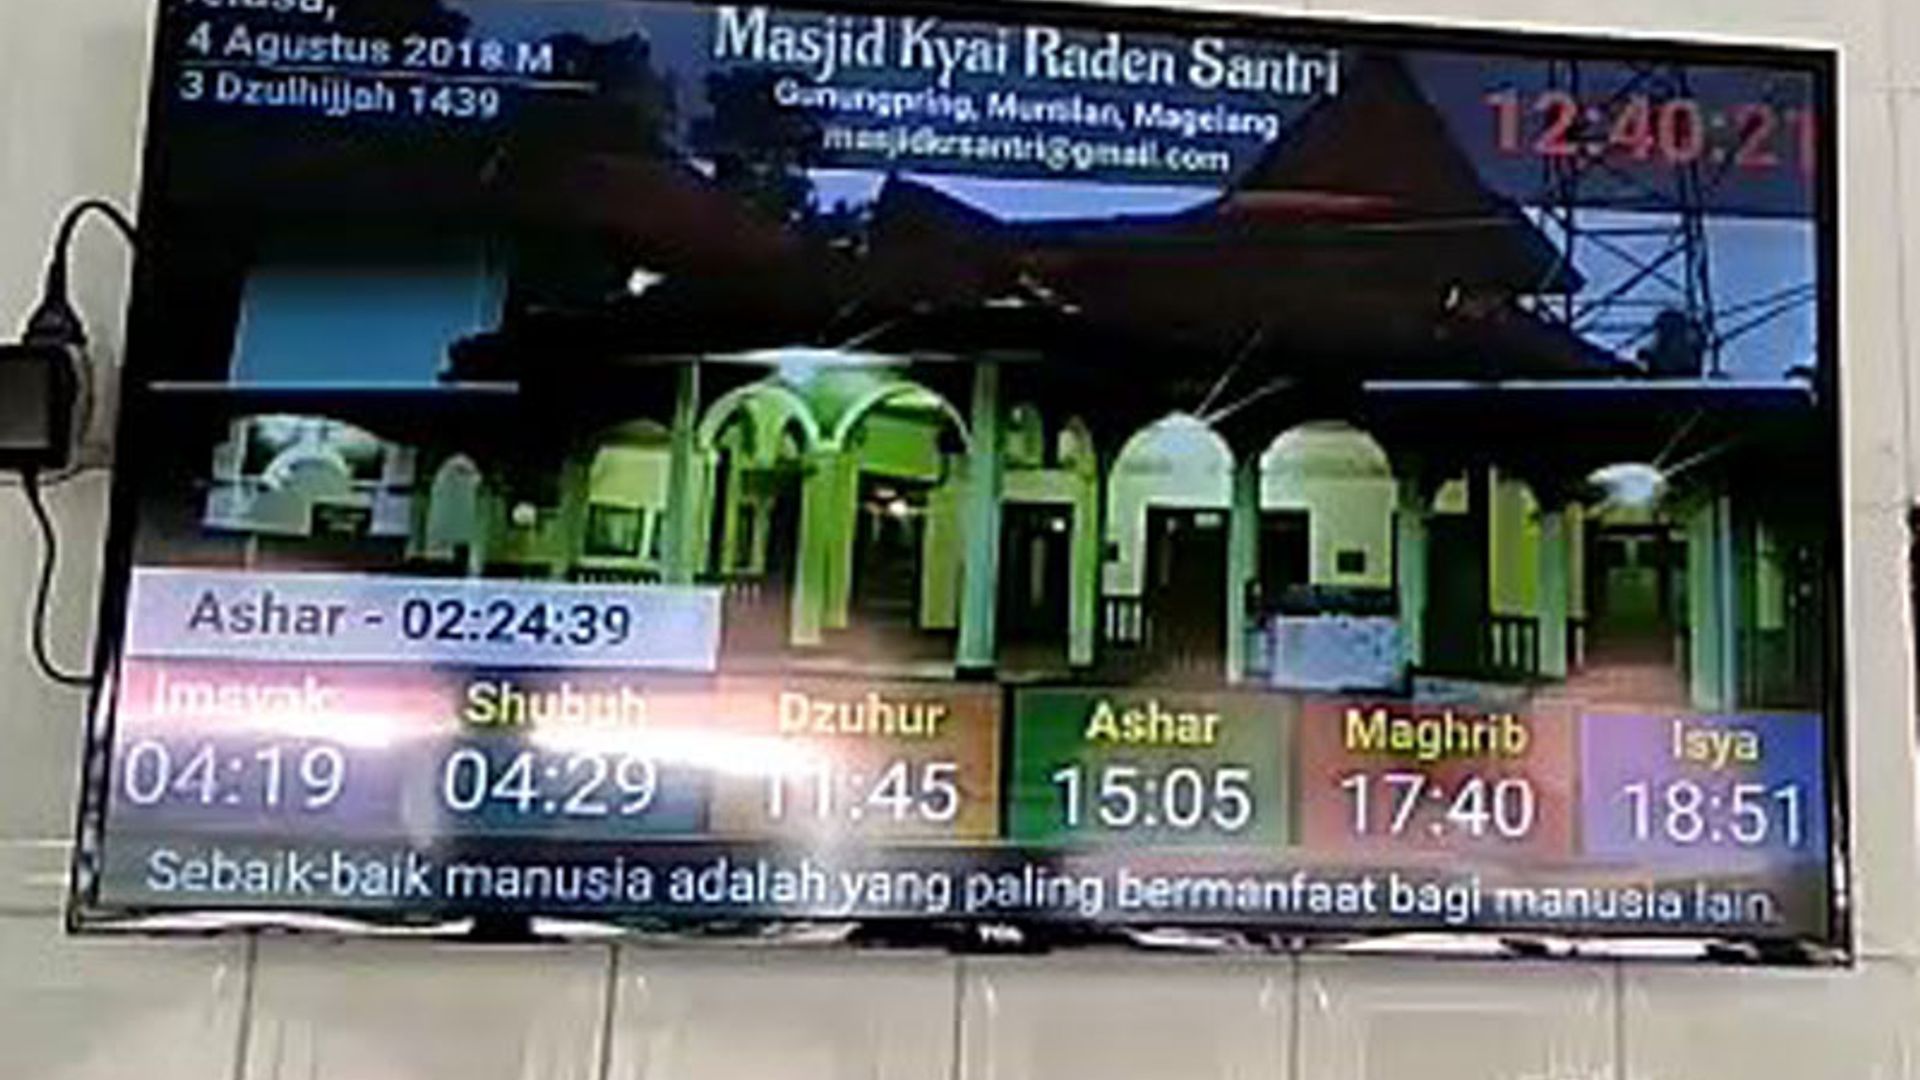 4 Agustus 2018 M
3 Dzulhijjah 1439
Masjid Kyai Raden Santri
Gunungpring, Muntilan, Magelang
masjidkrsantri@gmail.com
12:40:21
Ashar - 02:24:39
Imsyak Shubuh Dzuhur Ashar Maghrib Isya
04:19 04:29 11:45 15:05 17:40 18:51
Sebaik-baik manusia adalah yang paling bermanfaat bagi manusia lain.
TCL